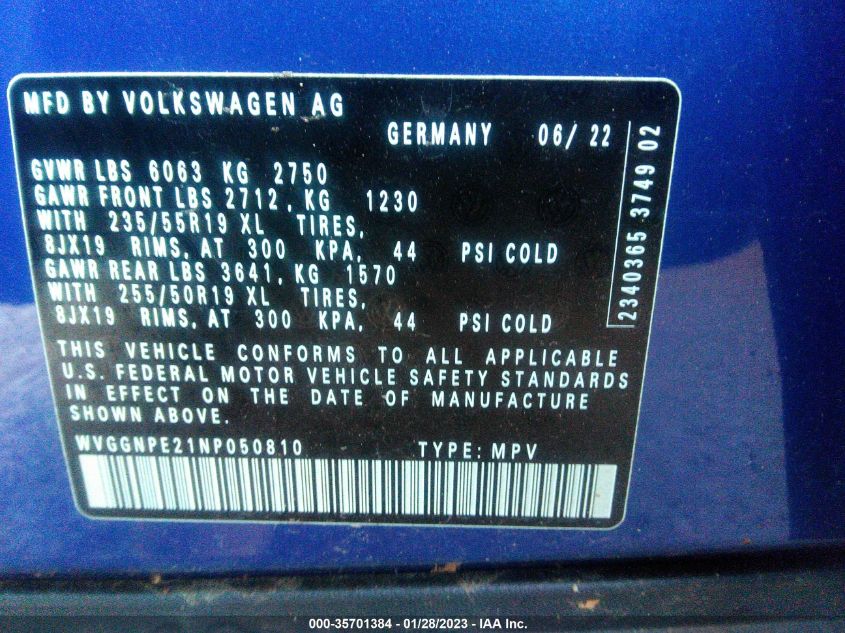 MFD BY VOLKSWAGEN AG
GERMANY 06/ 22
GVWR LBS 6063 KG 2750
GAWR FRONT LBS 2712, KG 1230
WITH 235/55R19 XL TIRES,
8JX19 RIMS, AT 300 KPA, 44 PSI COLD
GAWR REAR LBS 3641, KG 1570
WITH 255/50R19 XL TIRES,
8JX19 RIMS, AT 300 KPA, 44 PSI COLD
2340365 3749 02
THIS VEHICLE CONFORMS TO ALL APPLICABLE
U.S. FEDERAL MOTOR VEHICLE SAFETY STANDARDS
IN EFFECT ON THE DATE OF MANUFACTURE
SHOWN ABOVE.
WVGGNPE21NP050810 TYPE: MPV
000-35701384 - 01/28/2023 - IAA Inc.